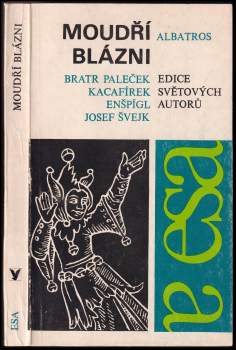 MOUDŘÍ BLÁZNI
ESA
MOUDŘÍ ALBATROS
BLÁZNI
BRATR PALEČEK EDICE
KACAFÍREK SVĚTOVÝCH
ENŠPÍGL AUTORŮ
JOSEF ŠVEJK
esa